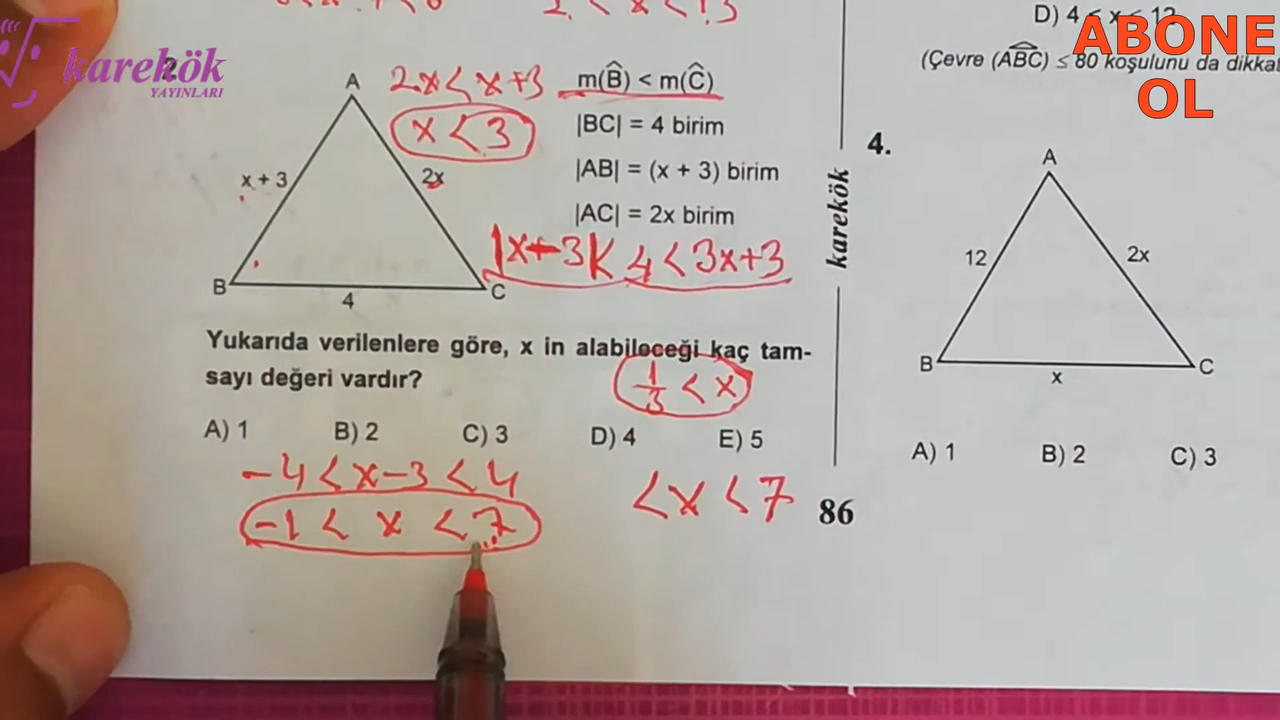 2.
karekök
YAYINLARI
2x < x + 3
x < 3
A
x + 3
2x
B
4
C
m(B̂) < m(Ĉ)
|BC| = 4 birim
|AB| = (x + 3) birim
|AC| = 2x birim
|x - 3| < 4 < 3x + 3
Yukarıda verilenlere göre, x in alabileceği kaç tam-
sayı değeri vardır?
1/3 < x
A) 1 B) 2 C) 3 D) 4 E) 5
-4 < x - 3 < 4
-1 < x < 7
< x < 7
86
karekök
D) 4 < x < 12
(Çevre (ABC) ≤ 80 koşulunu da
ABONE
OL
4.
A
12
2x
B
x
C
A) 1 B) 2 C) 3